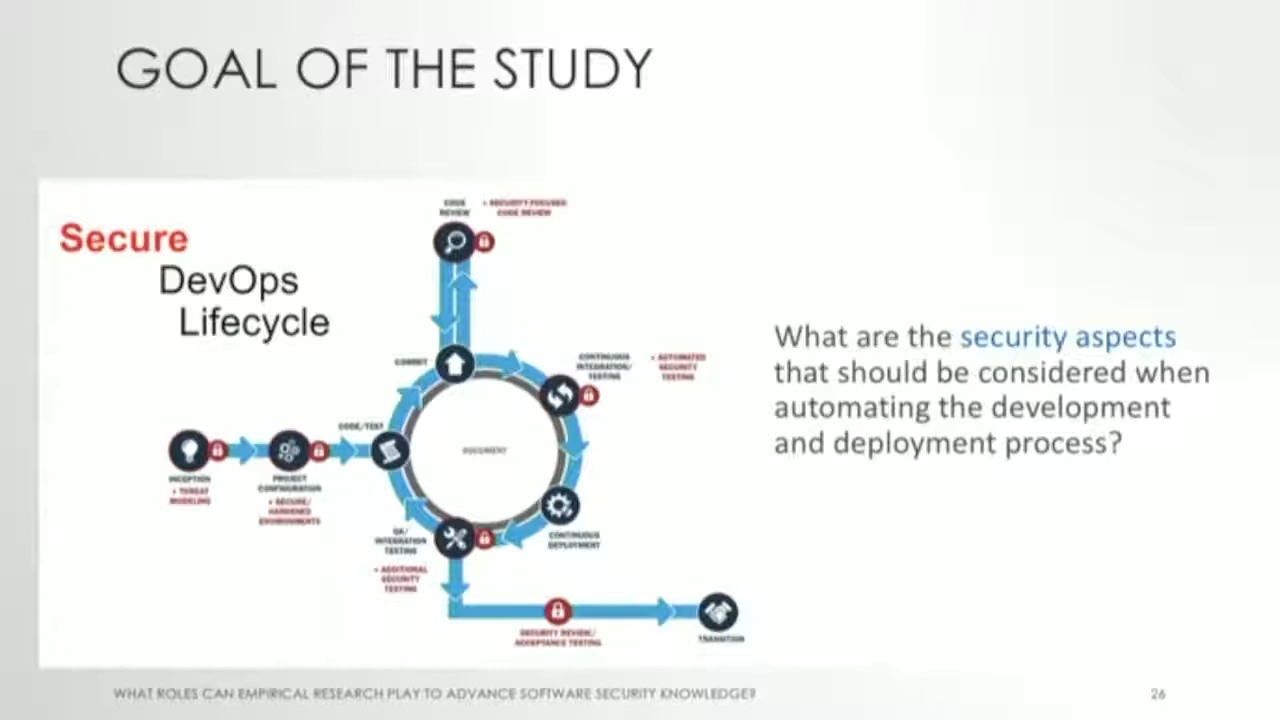 GOAL OF THE STUDY
Secure
DevOps
Lifecycle
CODE
REVIEW
+ SECURITY-FOCUSED
CODE REVIEW
COMMIT
CONTINUOUS
INTEGRATION/
TESTING
+ AUTOMATED
SECURITY
TESTING
CODE/TEST
DOCUMENT
INCEPTION
+ THREAT
MODELING
PROJECT
CONFIGURATION
+ SECURE/
HARDENED
ENVIRONMENTS
QA/
INTEGRATION
TESTING
+ ADDITIONAL
SECURITY
TESTING
CONTINUOUS
DEPLOYMENT
SECURITY REVIEW/
ACCEPTANCE TESTING
TRANSITION
What are the security aspects
that should be considered when
automating the development
and deployment process?
WHAT ROLES CAN EMPIRICAL RESEARCH PLAY TO ADVANCE SOFTWARE SECURITY KNOWLEDGE?
26